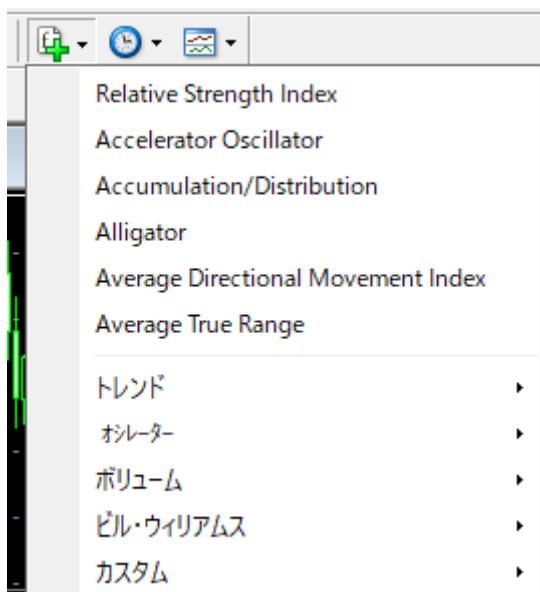 Relative Strength Index
Accelerator Oscillator
Accumulation/Distribution
Alligator
Average Directional Movement Index
Average True Range
トレンド
オシレーター
ボリューム
ビル・ウィリアムス
カスタム